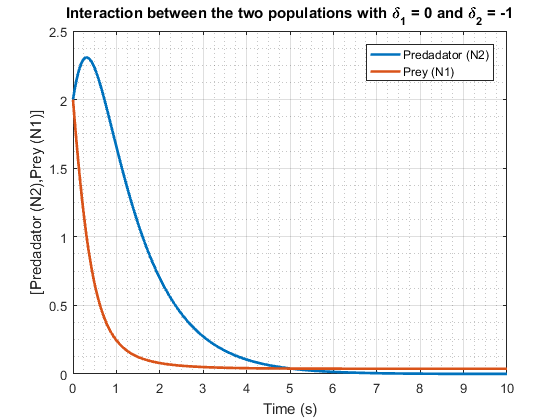 Interaction between the two populations with δ1 = 0 and δ2 = -1
2.5
2
1.5
1
0.5
0
[Predadator (N2),Prey (N1)]
Predadator (N2)
Prey (N1)
0 1 2 3 4 5 6 7 8 9 10
Time (s)